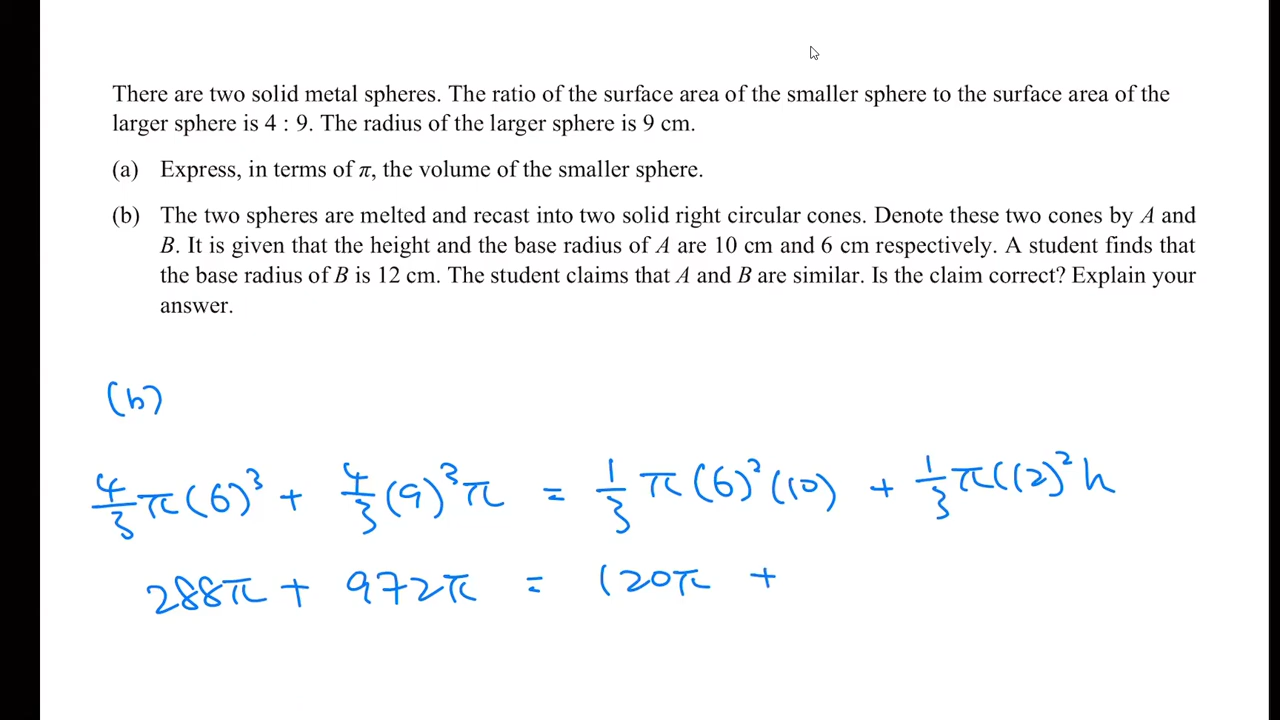 There are two solid metal spheres. The ratio of the surface area of the smaller sphere to the surface area of the
larger sphere is 4 : 9. The radius of the larger sphere is 9 cm.
(a) Express, in terms of π, the volume of the smaller sphere.
(b) The two spheres are melted and recast into two solid right circular cones. Denote these two cones by A and
B. It is given that the height and the base radius of A are 10 cm and 6 cm respectively. A student finds that
the base radius of B is 12 cm. The student claims that A and B are similar. Is the claim correct? Explain your
answer.
(b)
4/3 π(6)³ + 4/3 (9)³π = 1/3 π(6)²(10) + 1/3 π(12)²h
288π + 972π = 120π +